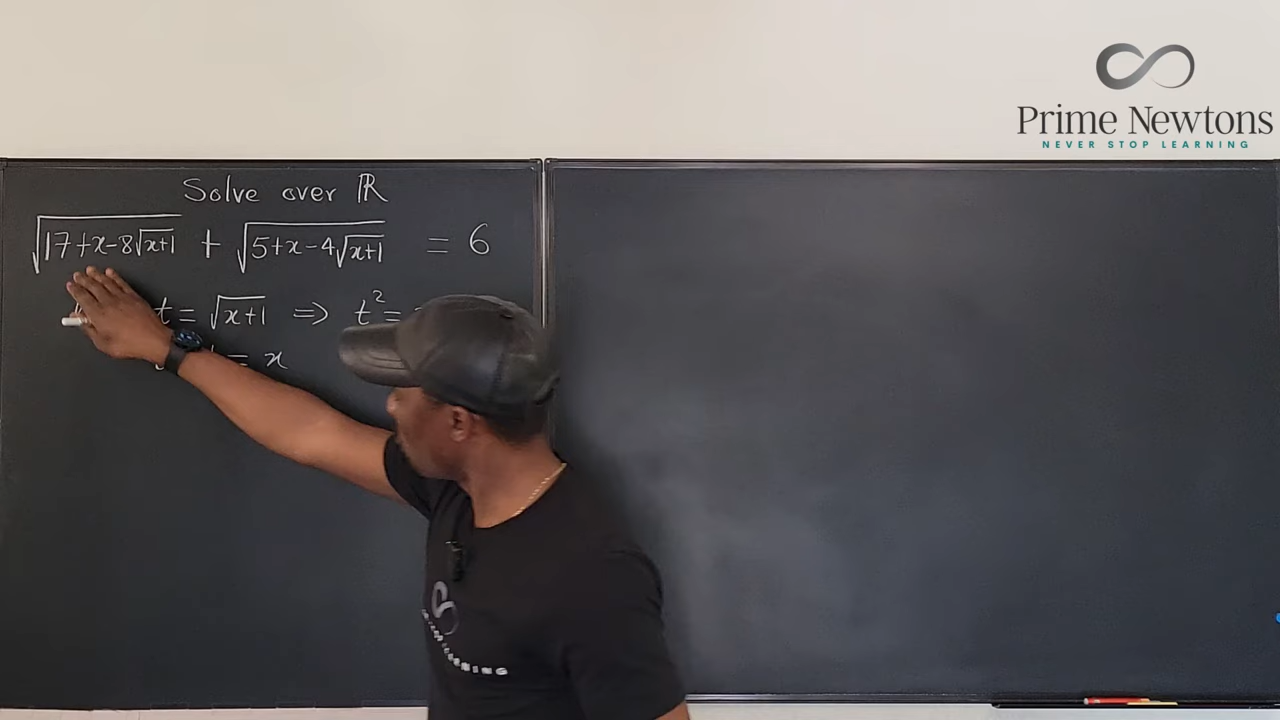 Prime Newtons
NEVER STOP LEARNING
Solve over ℝ
√(17+x-8√(x+1)) + √(5+x-4√(x+1)) = 6
t = √(x+1) ⟹ t² =
= x